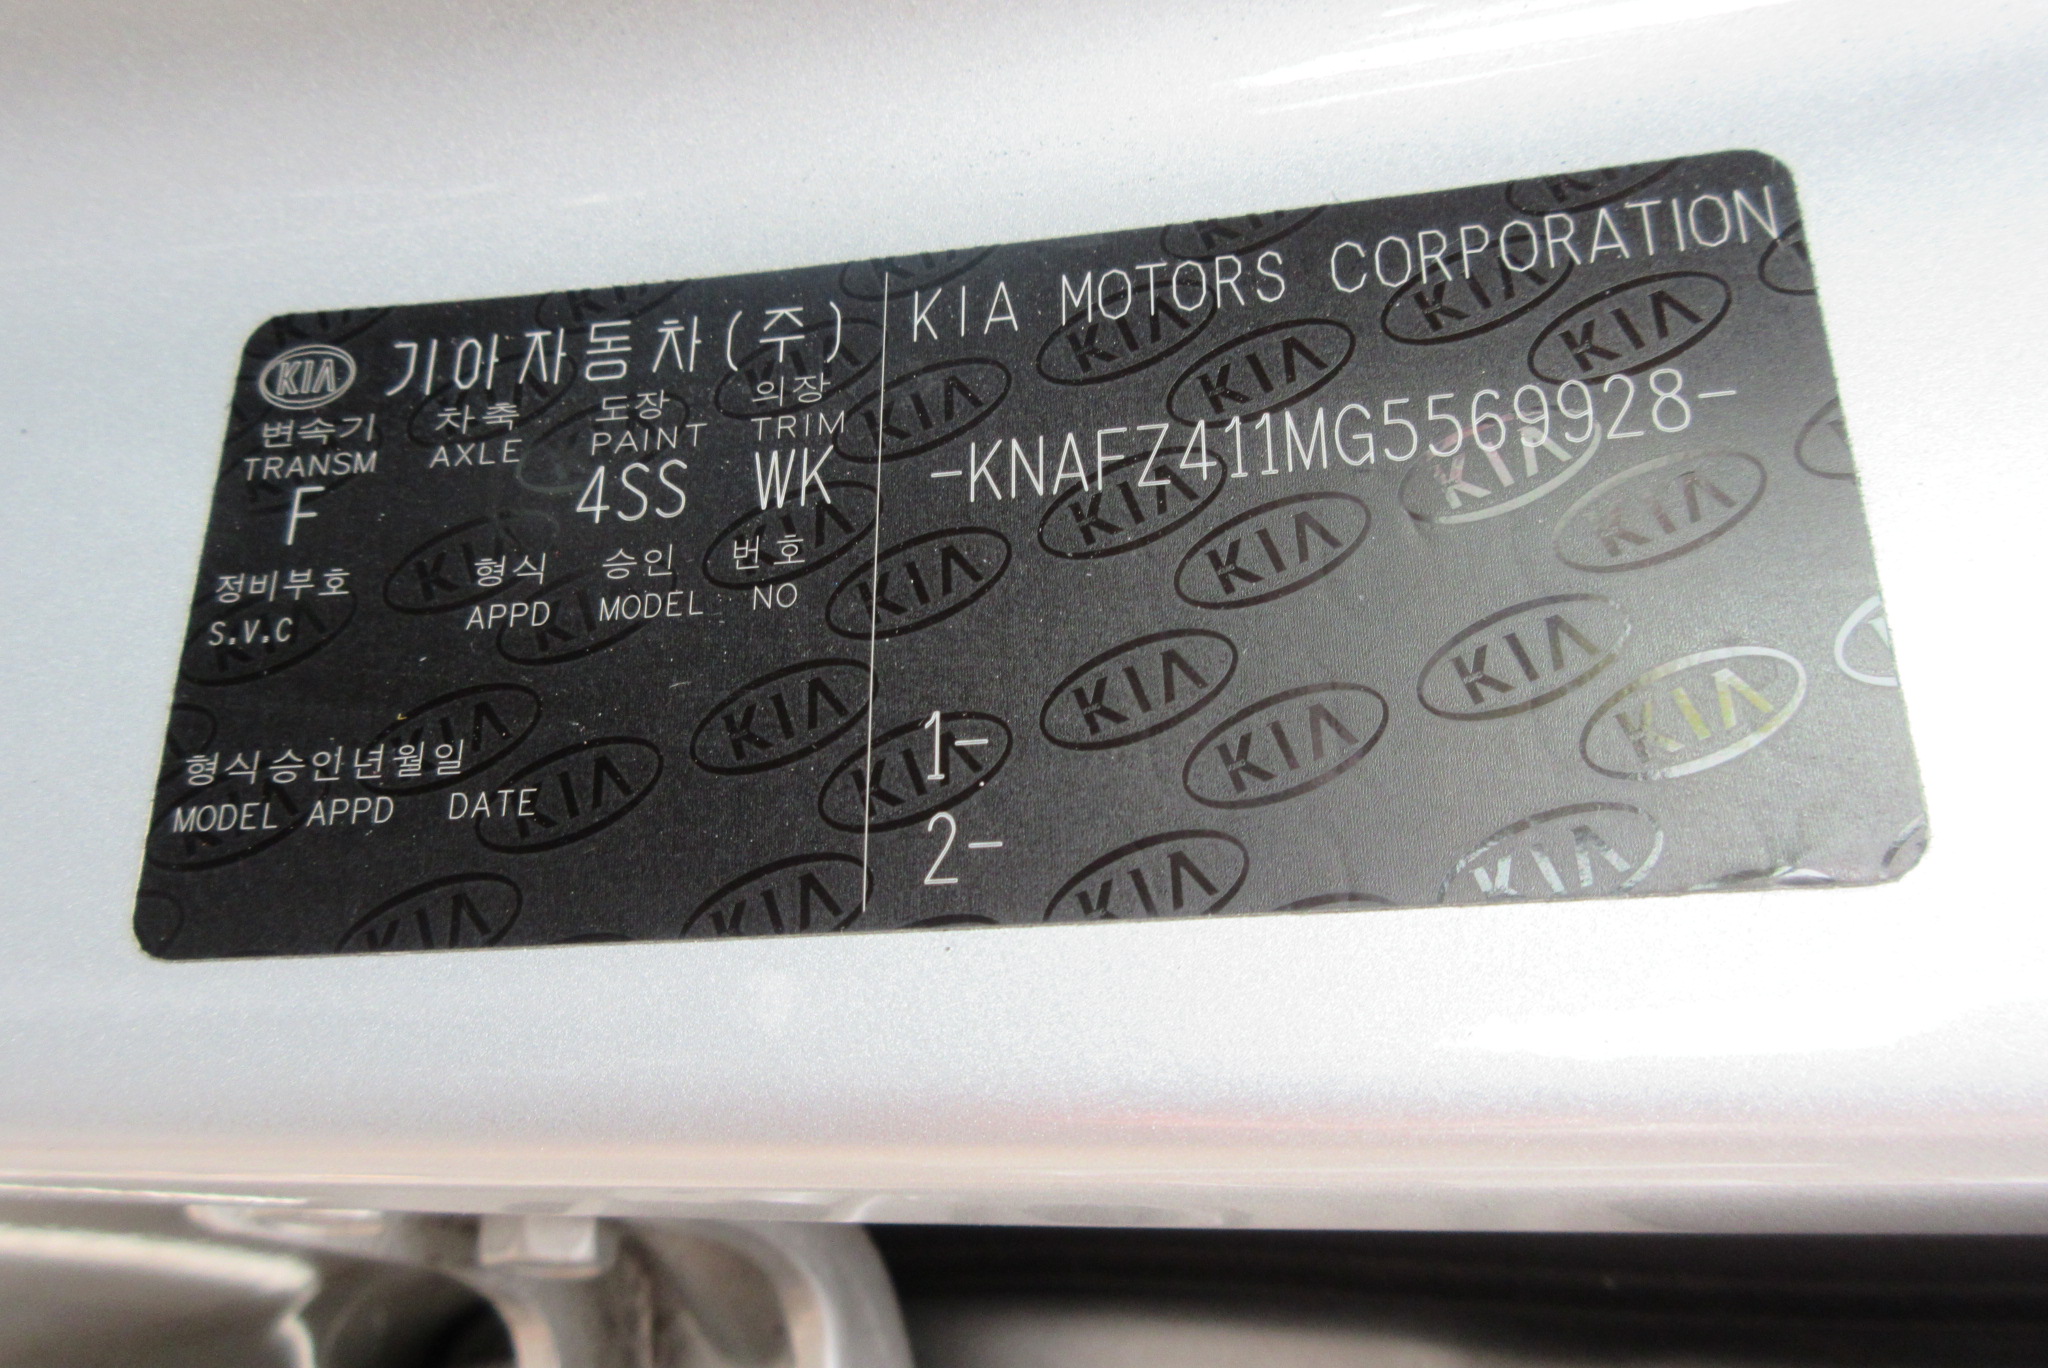 KIA 기아자동차(주)
변속기 차축 도장 의장
TRANSM AXLE PAINT TRIM
F 4SS WK
정비부호 형식 승인 번호
S.V.C APPD MODEL NO
형식승인년월일
MODEL APPD DATE
KIA MOTORS CORPORATION
-KNAFZ411MG5569928-
1-
2-